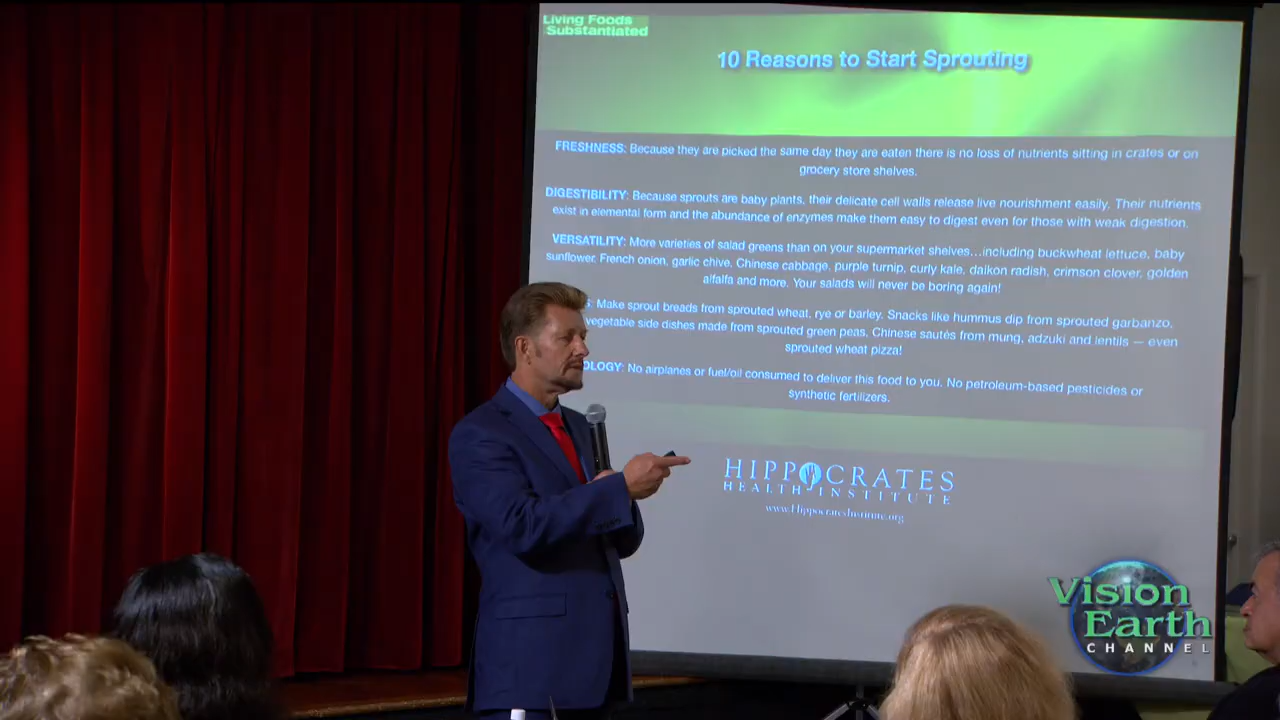 Living Foods
Substantiated
10 Reasons to Start Sprouting
FRESHNESS: Because they are picked the same day they are eaten there is no loss of nutrients sitting in crates or on
grocery store shelves.
DIGESTIBILITY: Because sprouts are baby plants, their delicate cell walls release live nourishment easily. Their nutrients
exist in elemental form and the abundance of enzymes make them easy to digest even for those with weak digestion.
VERSATILITY: More varieties of salad greens than on your supermarket shelves...including buckwheat lettuce, baby
sunflower, French onion, garlic chive, Chinese cabbage, purple turnip, curly kale, daikon radish, crimson clover, golden
alfalfa and more. Your salads will never be boring again!
S: Make sprout breads from sprouted wheat, rye or barley. Snacks like hummus dip from sprouted garbanzo,
vegetable side dishes made from sprouted green peas. Chinese sautés from mung, adzuki and lentils — even
sprouted wheat pizza!
OLOGY: No airplanes or fuel/oil consumed to deliver this food to you. No petroleum-based pesticides or
synthetic fertilizers.
HIPPOCRATES
HEALTH INSTITUTE
www.HippocratesInstitute.org
Vision
Earth
CHANNEL